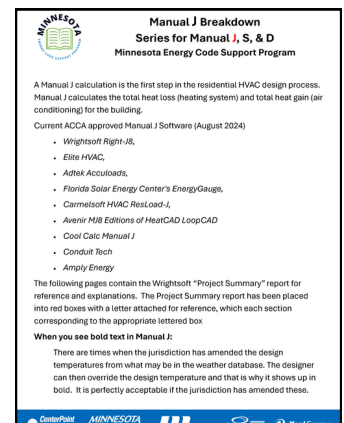 MINNESOTA
ENERGY CODE SUPPORT PROGRAM
Manual J Breakdown
Series for Manual J, S, & D
Minnesota Energy Code Support Program
A Manual J calculation is the first step in the residential HVAC design process.
Manual J calculates the total heat loss (heating system) and total heat gain (air
conditioning) for the building.
Current ACCA approved Manual J Software (August 2024)
• Wrightsoft Right-J8,
• Elite HVAC,
• Adtek Acculoads,
• Florida Solar Energy Center's EnergyGauge,
• Carmelsoft HVAC ResLoad-J,
• Avenir MJ8 Editions of HeatCAD LoopCAD
• Cool Calc Manual J
• Conduit Tech
• Amply Energy
The following pages contain the Wrightsoft “Project Summary” report for
reference and explanations. The Project Summary report has been placed
into red boxes with a letter attached for reference, which each section
corresponding to the appropriate lettered box
When you see bold text in Manual J:
There are times when the jurisdiction has amended the design
temperatures from what may be in the weather database. The designer
can then override the design temperature and that is why it shows up in
bold. It is perfectly acceptable if the jurisdiction has amended these.
CenterPoint MINNESOTA